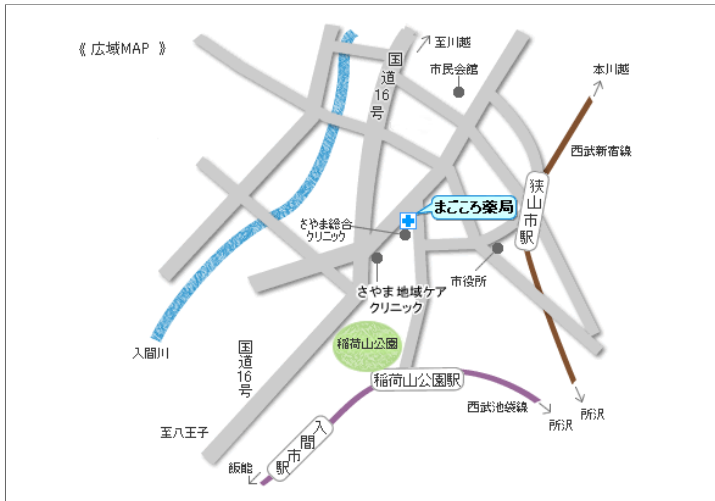 《 広域MAP 》
至川越
国道16号
市民会館
本川越
西武新宿線
狭山市駅
まごころ薬局
さやま総合
クリニック
市役所
さやま地域ケア
クリニック
稲荷山公園
入間川
国道16号
稲荷山公園駅
西武池袋線
所沢
所沢
至八王子
入間市駅
飯能